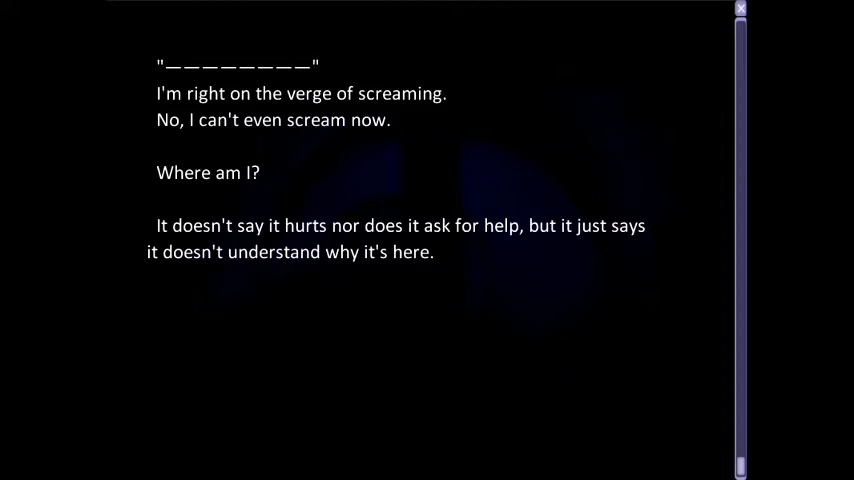 "————————"
I'm right on the verge of screaming.
No, I can't even scream now.
Where am I?
It doesn't say it hurts nor does it ask for help, but it just says
it doesn't understand why it's here.